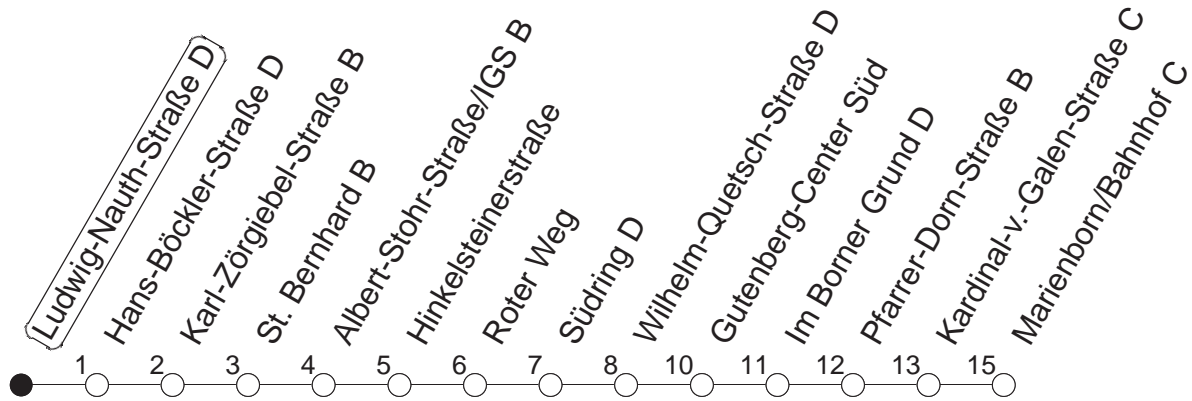 Ludwig-Nauth-Straße D
Hans-Böckler-Straße D
Karl-Zörgiebel-Straße B
St. Bernhard B
Albert-Stohr-Straße/IGS B
Hinkelsteinerstraße
Roter Weg
Südring D
Wilhelm-Quetsch-Straße D
Gutenberg-Center Süd
Im Borner Grund D
Pfarrer-Dorn-Straße B
Kardinal-v.-Galen-Straße C
Marienborn/Bahnhof C
1 2 3 4 5 6 7 8 10 11 12 13 15